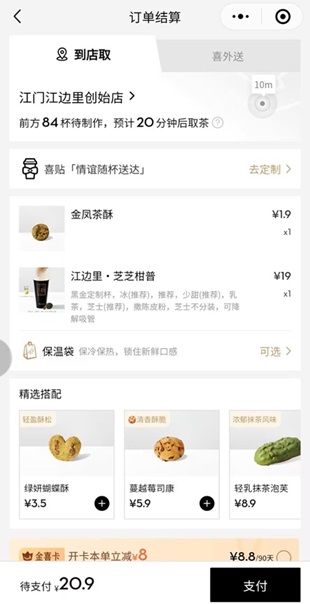 订单结算
到店取
喜外送
江门江边里创始店
10m
前方84杯待制作，预计20分钟后取茶
喜贴「情谊随杯送达」
去定制
金凤茶酥
¥1.9
x1
江边里・芝芝柑普
¥19
黑金定制杯，冰(推荐)，推荐，少甜(推荐)，乳
x1
茶，芝士(推荐)，撒陈皮粉，芝士不分装，可降
解吸管
保温袋 保冷保热，锁住新鲜口感
可选
精选搭配
轻盈酥松
清香酥脆
浓郁抹茶风味
绿妍蝴蝶酥
蔓越莓司康
轻乳抹茶泡芙
¥3.5
¥5.9
¥8.9
金喜卡 开卡本单立减¥8
¥8.8/90天
待支付 ¥20.9
支付